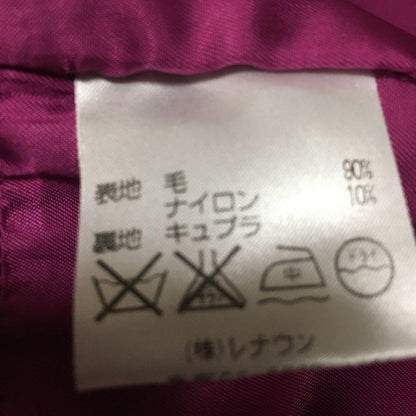 表地 毛 90%
ナイロン 10%
裏地 キュプラ
中 ドライ
(株)レナウン